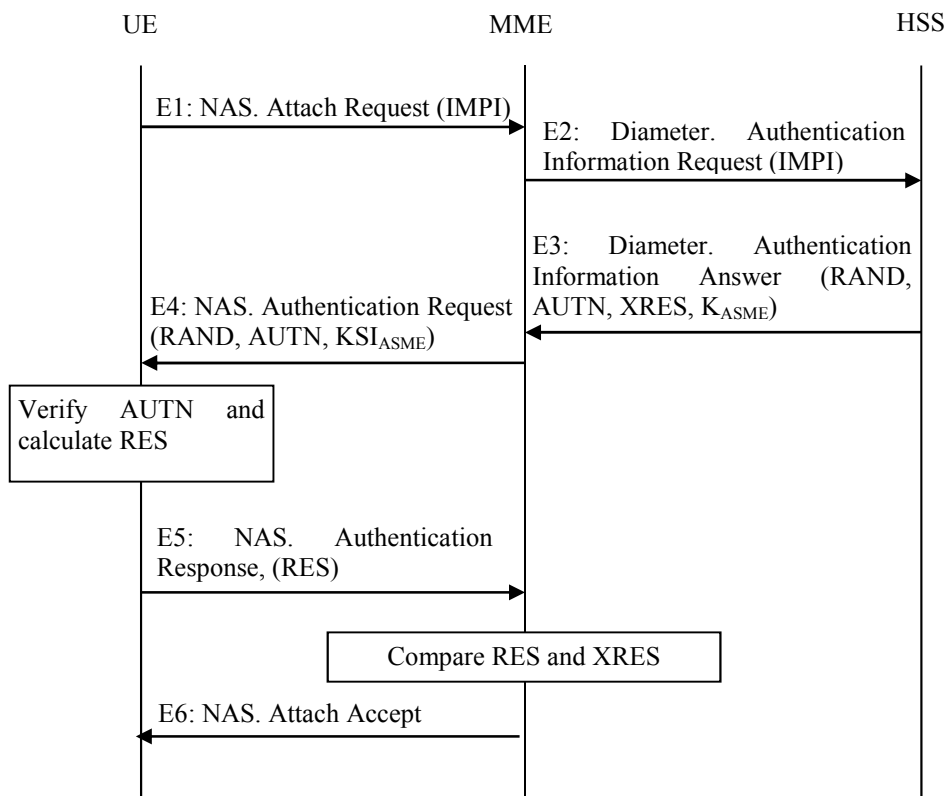 UE
MME
HSS
E1: NAS. Attach Request (IMPI)
E2: Diameter. Authentication
Information Request (IMPI)
E3: Diameter. Authentication
Information Answer (RAND,
AUTN, XRES, K_ASME)
E4: NAS. Authentication Request
(RAND, AUTN, KSI_ASME)
Verify AUTN and
calculate RES
E5: NAS. Authentication
Response, (RES)
Compare RES and XRES
E6: NAS. Attach Accept